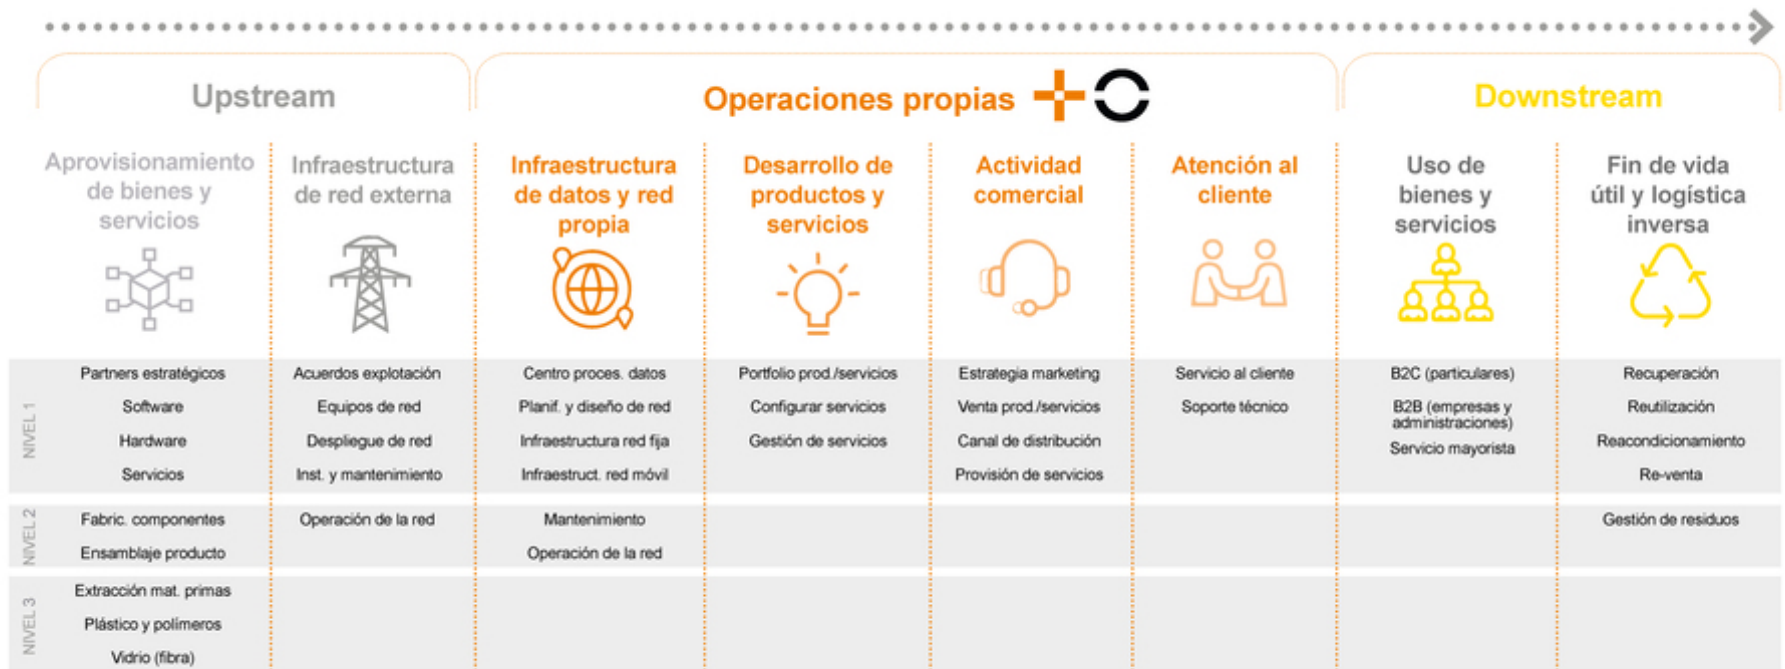 Upstream
Operaciones propias
Downstream
Aprovisionamiento
de bienes y
servicios
Infraestructura
de red externa
Infraestructura
de datos y red
propia
Desarrollo de
productos y
servicios
Actividad
comercial
Atención al
cliente
Uso de
bienes y
servicios
Fin de vida
útil y logística
inversa
NIVEL 1
Partners estratégicos
Software
Hardware
Servicios
Acuerdos explotación
Equipos de red
Despliegue de red
Inst. y mantenimiento
Centro proces. datos
Planif. y diseño de red
Infraestructura red fija
Infraestruct. red móvil
Portfolio prod./servicios
Configurar servicios
Gestión de servicios
Estrategia marketing
Venta prod./servicios
Canal de distribución
Provisión de servicios
Servicio al cliente
Soporte técnico
B2C (particulares)
B2B (empresas y
administraciones)
Servicio mayorista
Recuperación
Reutilización
Reacondicionamiento
Re-venta
NIVEL 2
Fabric. componentes
Ensamblaje producto
Operación de la red
Mantenimiento
Operación de la red
Gestión de residuos
NIVEL 3
Extracción mat. primas
Plástico y polímeros
Vidrio (fibra)